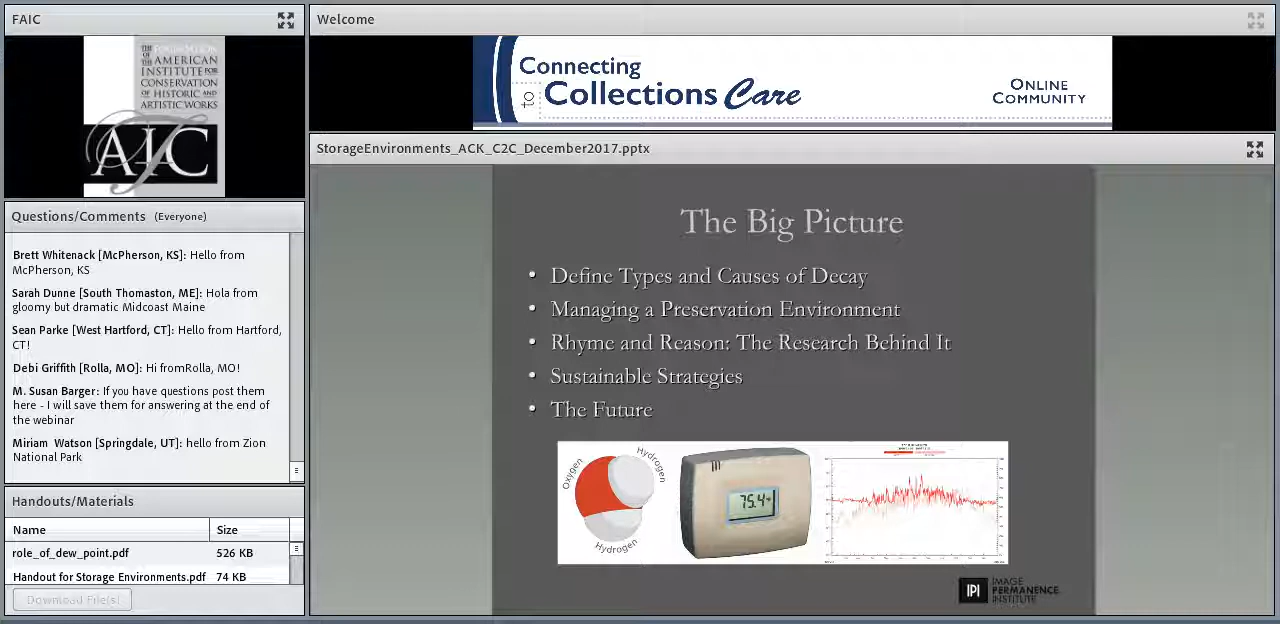 FAIC
THE FOUNDATION
OF THE AMERICAN
INSTITUTE FOR
CONSERVATION
OF HISTORIC AND
ARTISTIC WORKS
AIC
Questions/Comments (Everyone)
Brett Whitenack [McPherson, KS]: Hello from
McPherson, KS
Sarah Dunne [South Thomaston, ME]: Hola from
gloomy but dramatic Midcoast Maine
Sean Parke [West Hartford, CT]: Hello from Hartford,
CT!
Debi Griffith [Rolla, MO]: Hi fromRolla, MO!
M. Susan Barger: If you have questions post them
here - I will save them for answering at the end of
the webinar
Miriam Watson [Springdale, UT]: hello from Zion
National Park
Handouts/Materials
Name Size
role_of_dew_point.pdf 526 KB
Handout for Storage Environments.pdf 74 KB
Download File(s)
Welcome
Connecting
to Collections Care
ONLINE
COMMUNITY
StorageEnvironments_ACK_C2C_December2017.pptx
The Big Picture
• Define Types and Causes of Decay
• Managing a Preservation Environment
• Rhyme and Reason: The Research Behind It
• Sustainable Strategies
• The Future
Oxygen
Hydrogen
Hydrogen
75.4
IPI
IMAGE
PERMANENCE
INSTITUTE